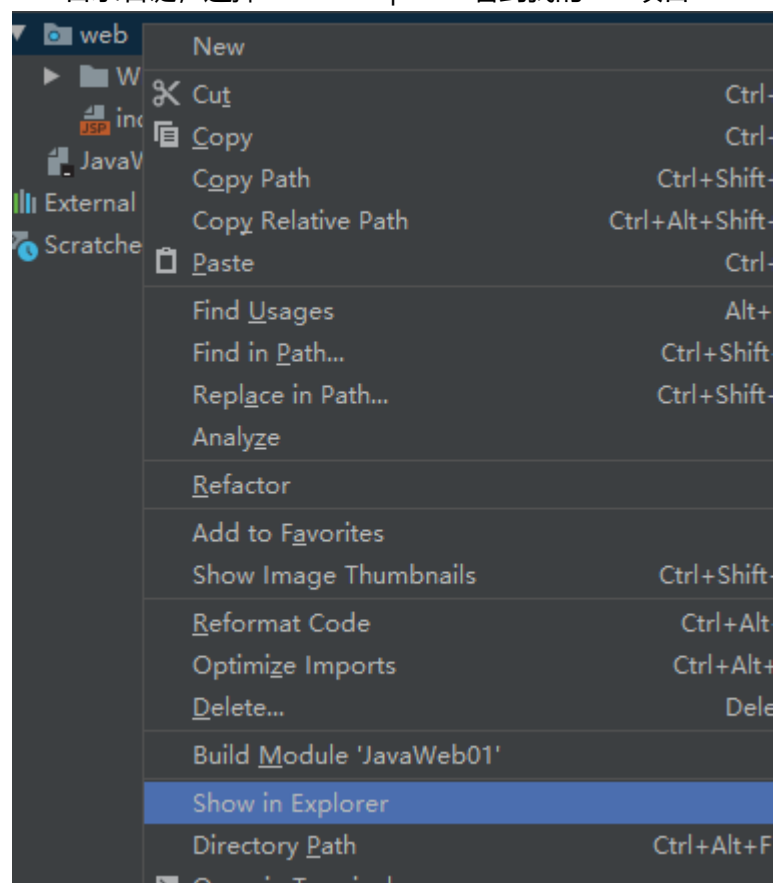 web
New
Cut Ctrl-
Copy Ctrl-
JavaW
Copy Path Ctrl+Shift-
External
Copy Relative Path Ctrl+Alt+Shift-
Scratche
Paste Ctrl-
Find Usages Alt+
Find in Path... Ctrl+Shift-
Replace in Path... Ctrl+Shift-
Analyze
Refactor
Add to Favorites
Show Image Thumbnails Ctrl+Shift-
Reformat Code Ctrl+Alt-
Optimize Imports Ctrl+Alt+
Delete... Dele
Build Module 'JavaWeb01'
Show in Explorer
Directory Path Ctrl+Alt+F